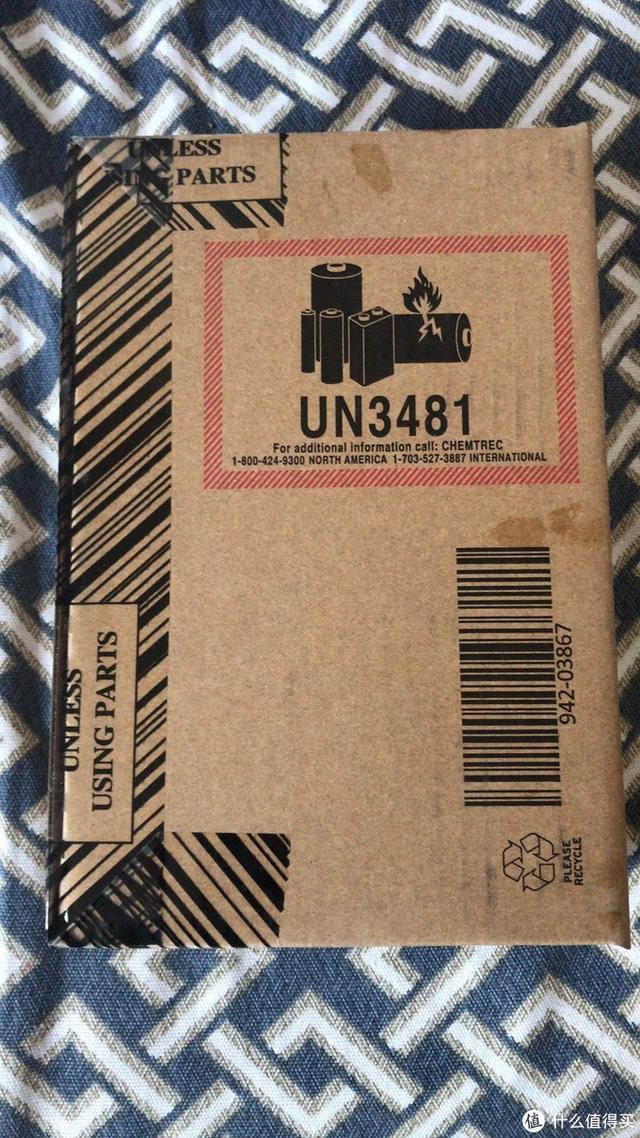 UNLESS
USING PARTS
UN3481
For additional information call: CHEMTREC
1-800-424-9300 NORTH AMERICA 1-703-527-3887 INTERNATIONAL
942-03867
UNLESS
USING PARTS
PLEASE
RECYCLE
值 什么值得买